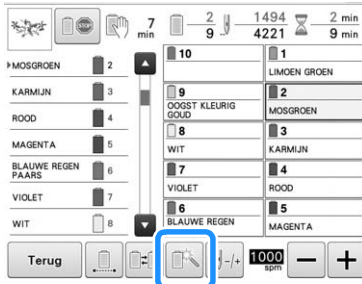 7 min
2 1494 2 min
9 4221 9 min
MOSGROEN 2
KARMIJN 3
ROOD 4
MAGENTA 5
BLAUWE REGEN PAARS 6
VIOLET 7
WIT 8
10
1
LIMOEN GROEN
9
OOGST KLEURIG GOUD
2
MOSGROEN
8
WIT
3
KARMIJN
7
VIOLET
4
ROOD
6
BLAUWE REGEN
5
MAGENTA
Terug
-/+
1000 spm
− +